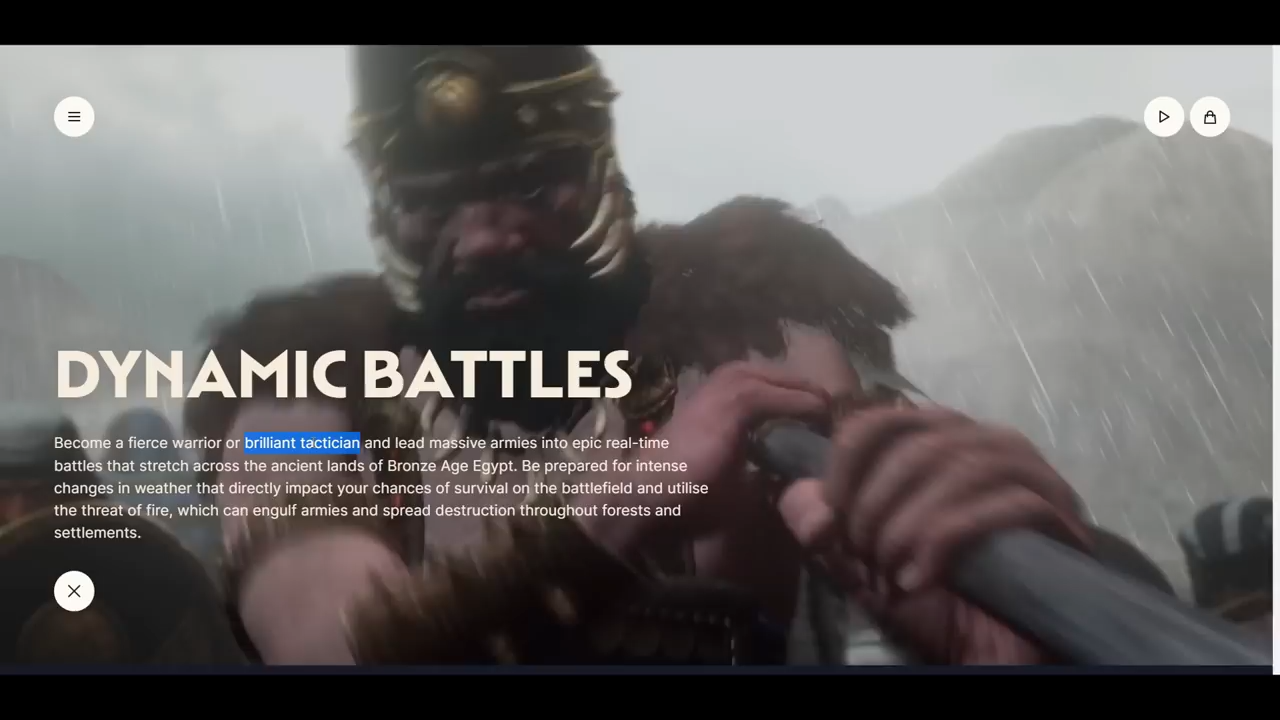 DYNAMIC BATTLES
Become a fierce warrior or brilliant tactician and lead massive armies into epic real-time
battles that stretch across the ancient lands of Bronze Age Egypt. Be prepared for intense
changes in weather that directly impact your chances of survival on the battlefield and utilise
the threat of fire, which can engulf armies and spread destruction throughout forests and
settlements.